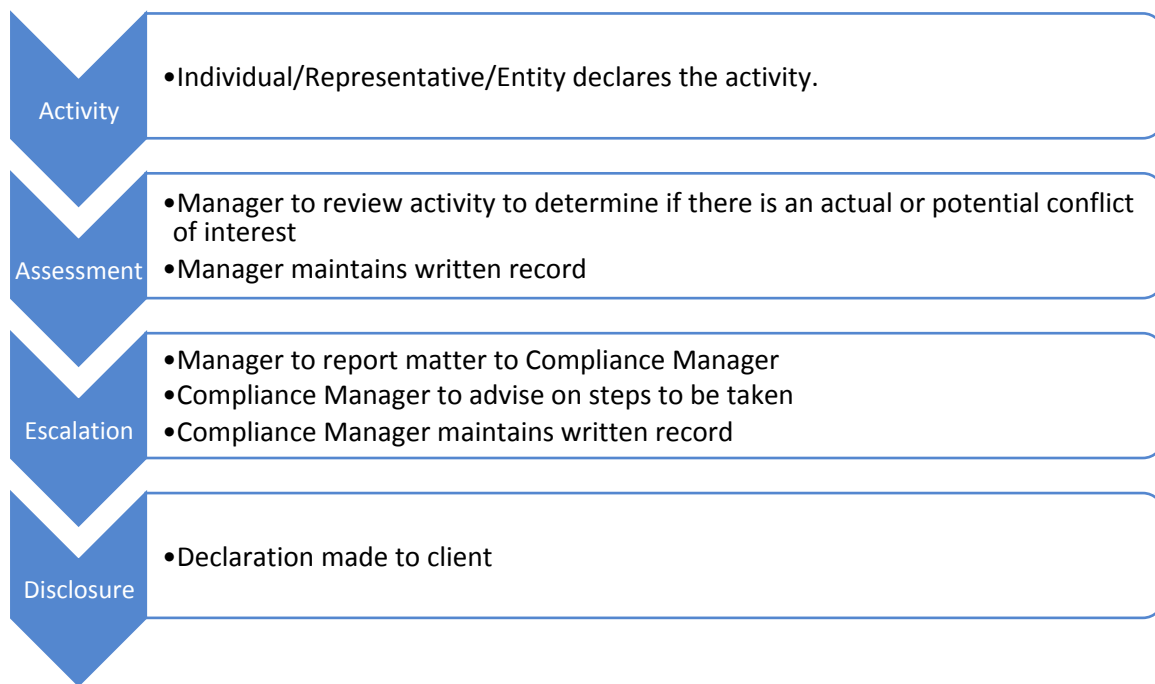 Activity
•Individual/Representative/Entity declares the activity.
Assessment
•Manager to review activity to determine if there is an actual or potential conflict
of interest
•Manager maintains written record
Escalation
•Manager to report matter to Compliance Manager
•Compliance Manager to advise on steps to be taken
•Compliance Manager maintains written record
Disclosure
•Declaration made to client